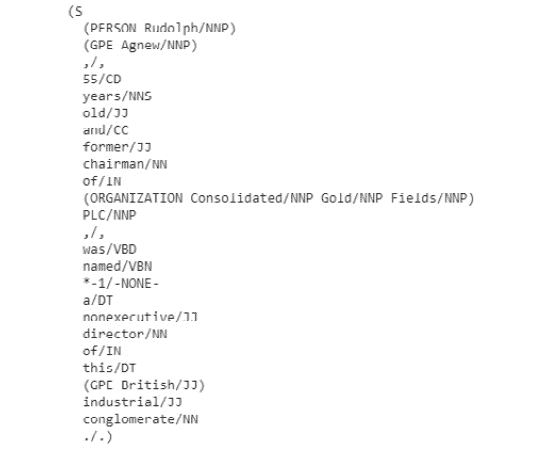 (S
(PERSON Rudolph/NNP)
(GPE Agnew/NNP)
,/,
55/CD
years/NNS
old/JJ
and/CC
former/JJ
chairman/NN
of/IN
(ORGANIZATION Consolidated/NNP Gold/NNP Fields/NNP)
PLC/NNP
,/,
was/VBD
named/VBN
*-1/-NONE-
a/DT
nonexecutive/JJ
director/NN
of/IN
this/DT
(GPE British/JJ)
industrial/JJ
conglomerate/NN
./.)